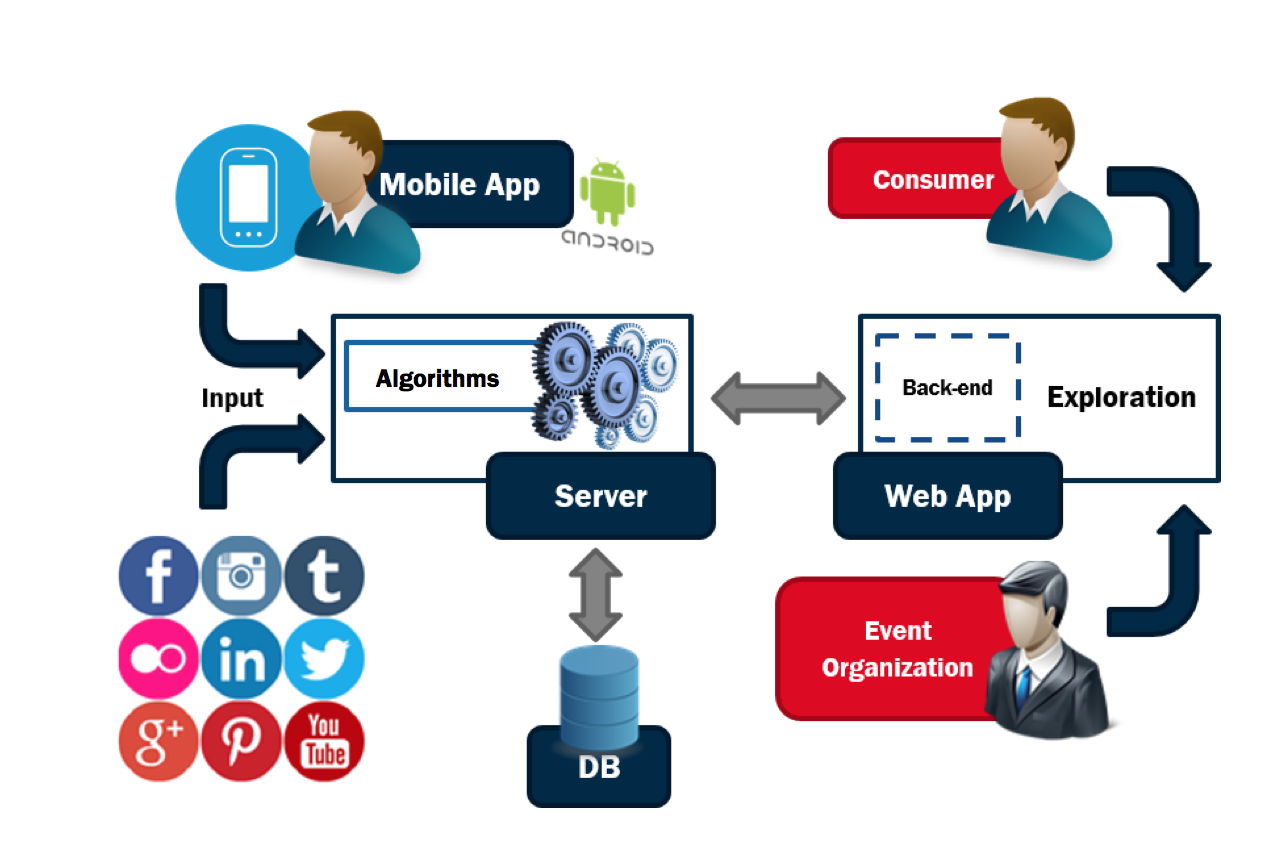 Mobile App
ANDROID
Consumer
Input
Algorithms
Server
Back-end
Exploration
Web App
f
t
in
g+
You
Tube
DB
Event
Organization